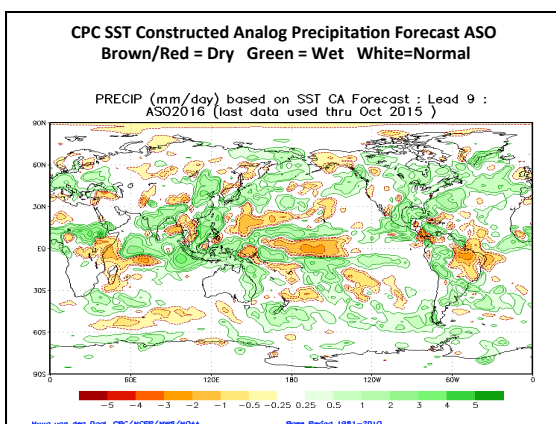 CPC SST Constructed Analog Precipitation Forecast ASO
Brown/Red = Dry Green = Wet White=Normal
PRECIP (mm/day) based on SST CA Forecast : Lead 9 :
ASO2016 (last data used thru Oct 2015 )
90N
60N
30N
EQ
30S
60S
90S
0 60E 120E 180 120W 60W 0
-5 -4 -3 -2 -1 -0.5 -0.25 0.25 0.5 1 2 3 4 5